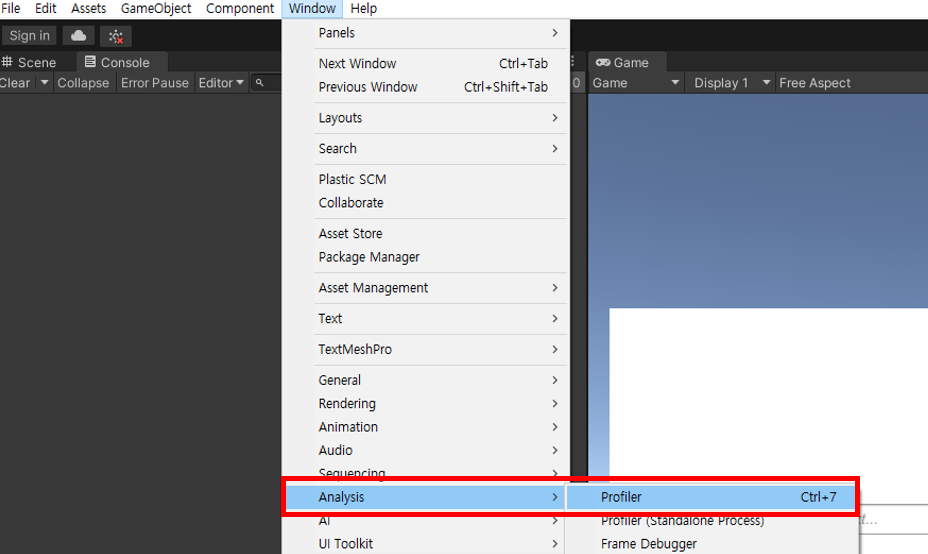 File Edit Assets GameObject Component Window Help
Sign in
Scene Console Game
Clear Collapse Error Pause Editor 0 Game Display 1 Free Aspect
Panels
Next Window Ctrl+Tab
Previous Window Ctrl+Shift+Tab
Layouts
Search
Plastic SCM
Collaborate
Asset Store
Package Manager
Asset Management
Text
TextMeshPro
General
Rendering
Animation
Audio
Sequencing
Analysis Profiler Ctrl+7
AI Profiler (Standalone Process)
UI Toolkit Frame Debugger